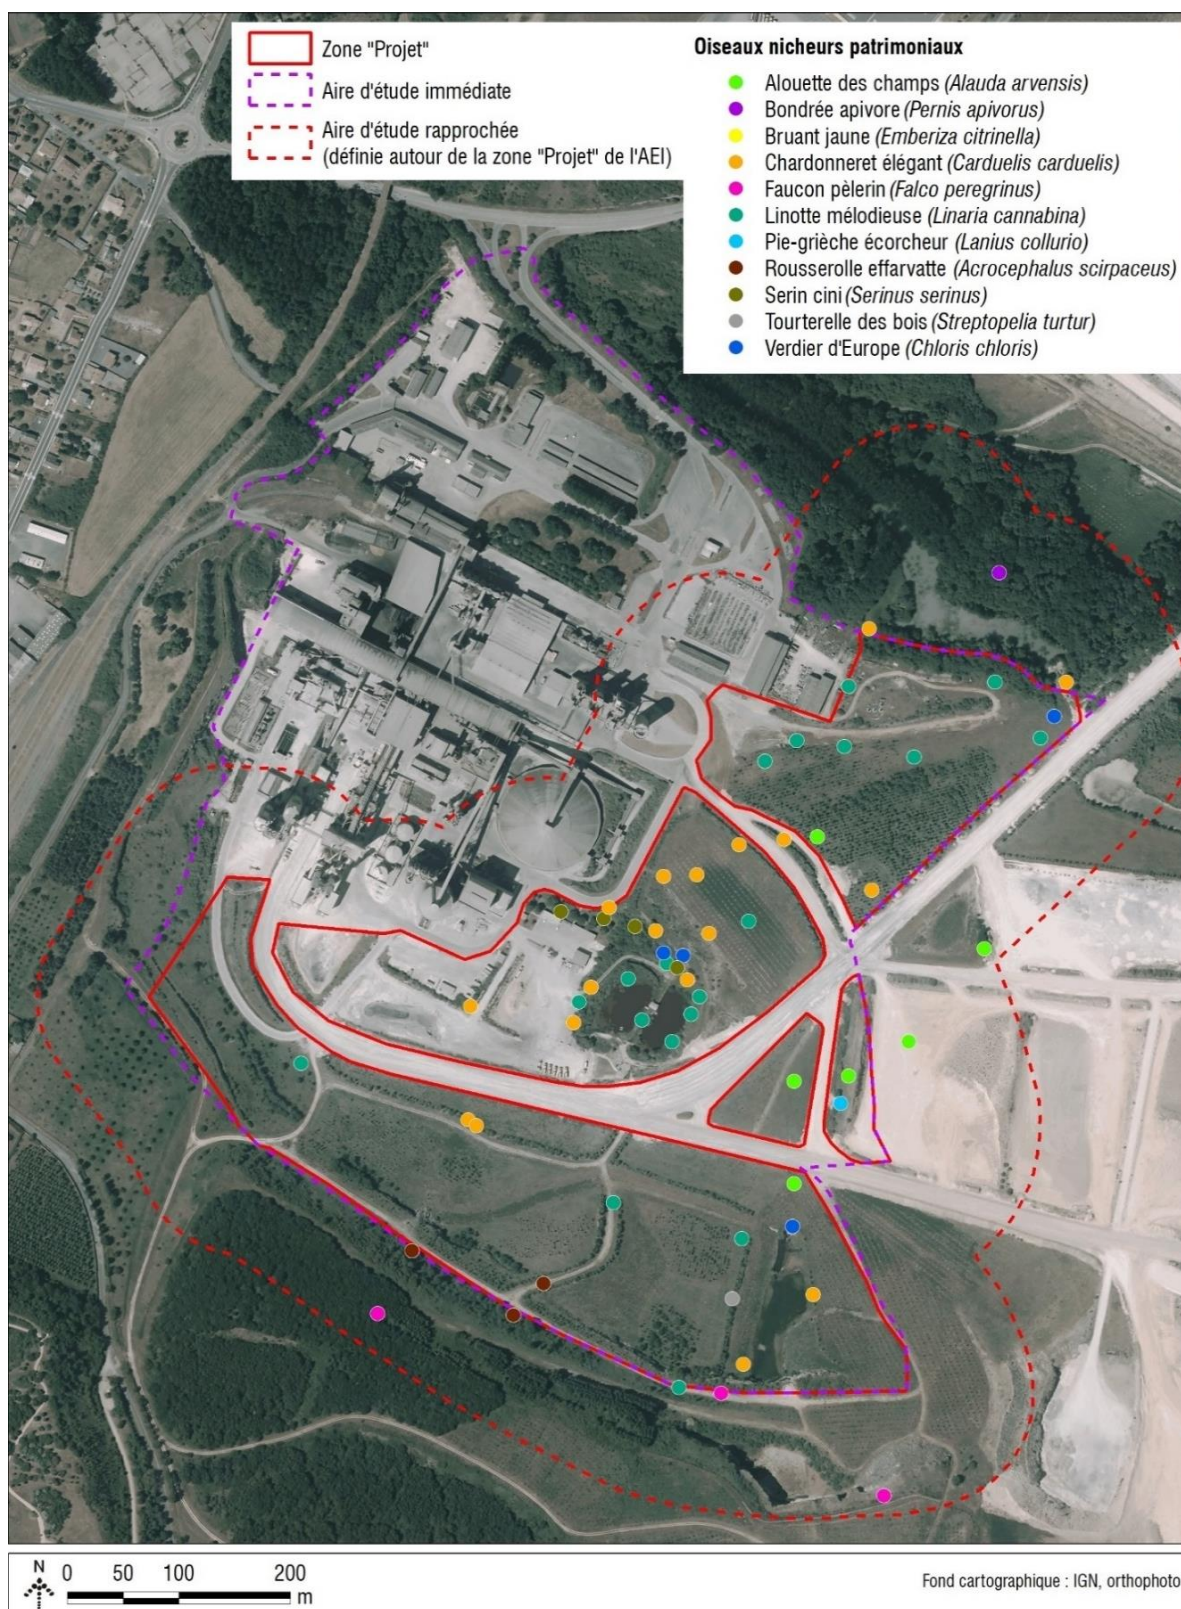 Zone "Projet"
Aire d'étude immédiate
Aire d'étude rapprochée
(définie autour de la zone "Projet" de l'AEI)
Oiseaux nicheurs patrimoniaux
Alouette des champs (Alauda arvensis)
Bondrée apivore (Pernis apivorus)
Bruant jaune (Emberiza citrinella)
Chardonneret élégant (Carduelis carduelis)
Faucon pèlerin (Falco peregrinus)
Linotte mélodieuse (Linaria cannabina)
Pie-grièche écorcheur (Lanius collurio)
Rousserolle effarvatte (Acrocephalus scirpaceus)
Serin cini (Serinus serinus)
Tourterelle des bois (Streptopelia turtur)
Verdier d'Europe (Chloris chloris)
N
0 50 100 200
m
Fond cartographique : IGN, orthophoto